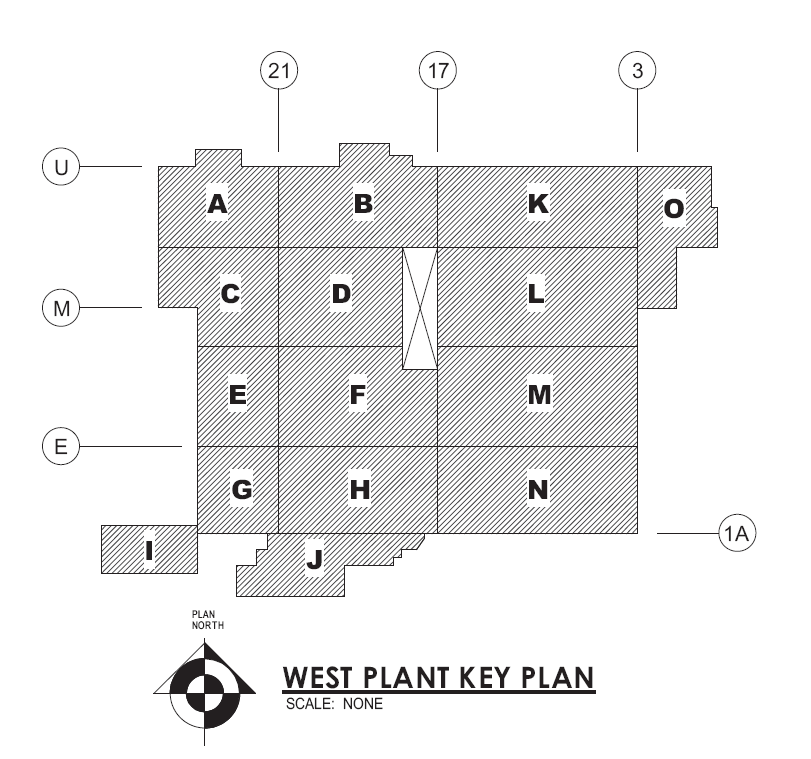 21 17 3
U
A B K O
C D L
M
E F M
E
G H N
1A
I J
PLAN
NORTH
WEST PLANT KEY PLAN
SCALE: NONE